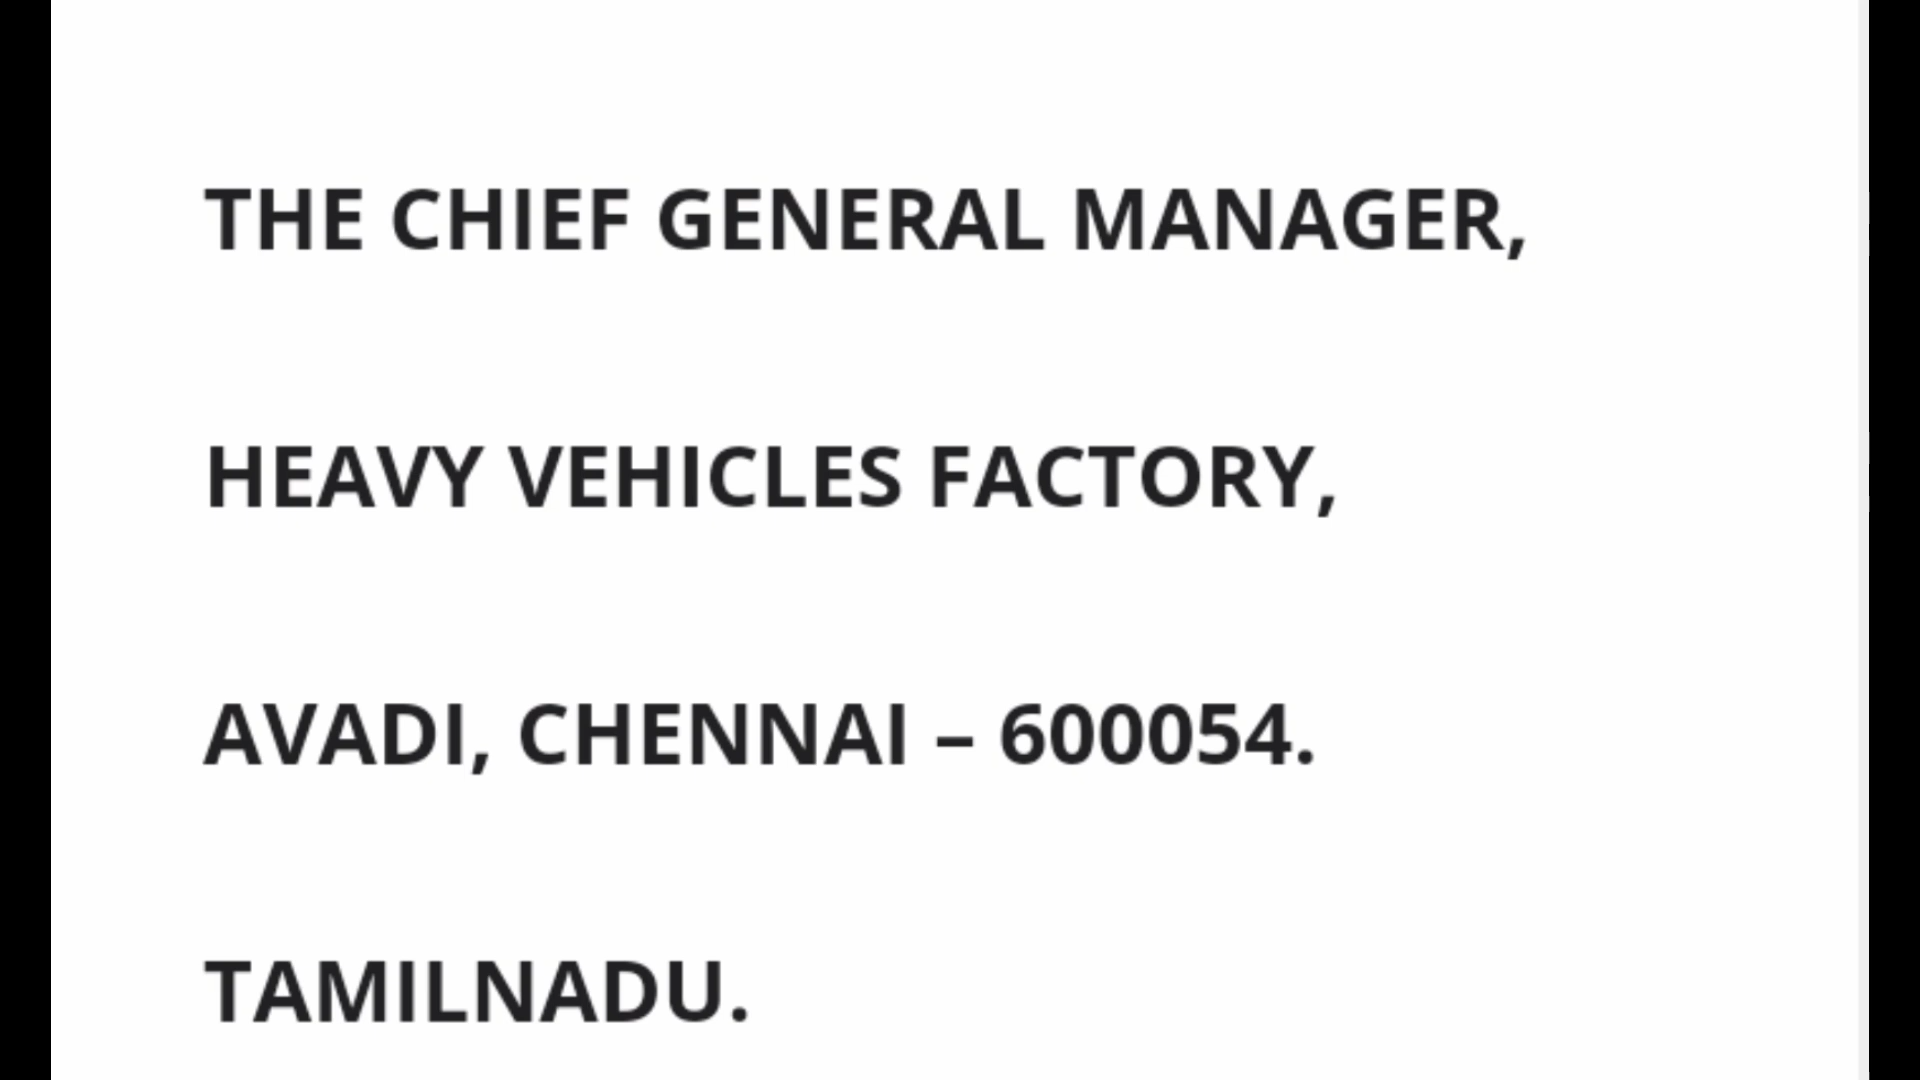 THE CHIEF GENERAL MANAGER,
HEAVY VEHICLES FACTORY,
AVADI, CHENNAI – 600054.
TAMILNADU.